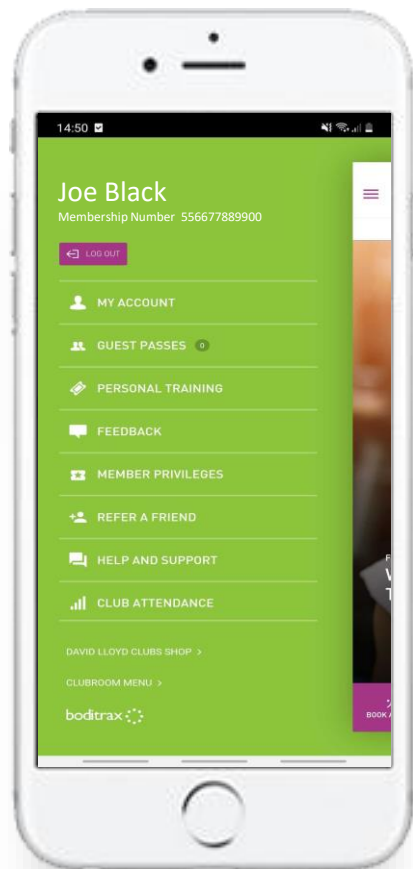 14:50
Joe Black
Membership Number 556677889900
LOG OUT
MY ACCOUNT
GUEST PASSES 0
PERSONAL TRAINING
FEEDBACK
MEMBER PRIVILEGES
REFER A FRIEND
HELP AND SUPPORT
CLUB ATTENDANCE
DAVID LLOYD CLUBS SHOP >
CLUBROOM MENU >
boditrax
BOOK A